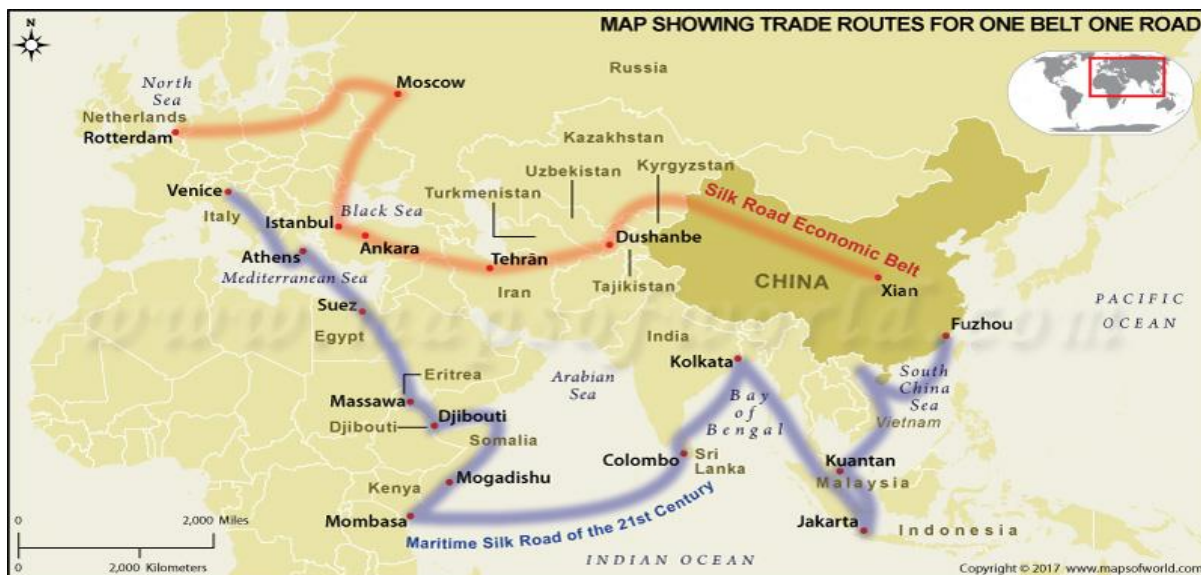 MAP SHOWING TRADE ROUTES FOR ONE BELT ONE ROAD
N
North
Sea
Netherlands
Rotterdam
Moscow
Russia
Kazakhstan
Uzbekistan
Kyrgyzstan
Turkmenistan
Venice
Italy
Istanbul
Black Sea
Ankara
Athens
Mediterranean Sea
Tehrān
Iran
Dushanbe
Tajikistan
Silk Road Economic Belt
CHINA
Xian
Suez
Egypt
www.mapsofworld.com
PACIFIC
OCEAN
Fuzhou
India
Kolkata
Eritrea
Massawa
Djibouti
Djibouti
Arabian
Sea
Bay
of
Bengal
South
China
Sea
Vietnam
Somalia
Colombo
Sri
Lanka
Kuantan
Malaysia
Kenya
Mogadishu
Mombasa
Maritime Silk Road of the 21st Century
Jakarta
Indonesia
INDIAN OCEAN
0
2,000 Miles
0
2,000 Kilometers
Copyright © 2017 www.mapsofworld.com